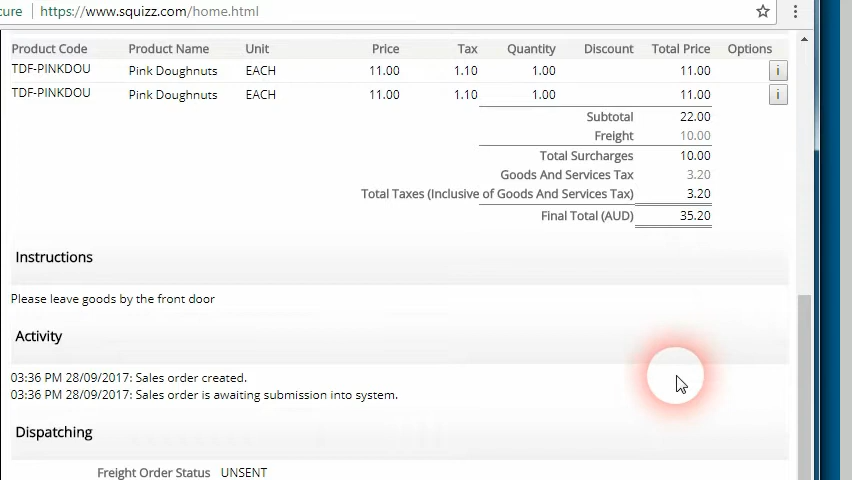 https://www.squizz.com/home.html
Product Code Product Name Unit Price Tax Quantity Discount Total Price Options
TDF-PINKDOU Pink Doughnuts EACH 11.00 1.10 1.00 11.00 i
TDF-PINKDOU Pink Doughnuts EACH 11.00 1.10 1.00 11.00 i
Subtotal 22.00
Freight 10.00
Total Surcharges 10.00
Goods And Services Tax 3.20
Total Taxes (Inclusive of Goods And Services Tax) 3.20
Final Total (AUD) 35.20
Instructions
Please leave goods by the front door
Activity
03:36 PM 28/09/2017: Sales order created.
03:36 PM 28/09/2017: Sales order is awaiting submission into system.
Dispatching
Freight Order Status UNSENT